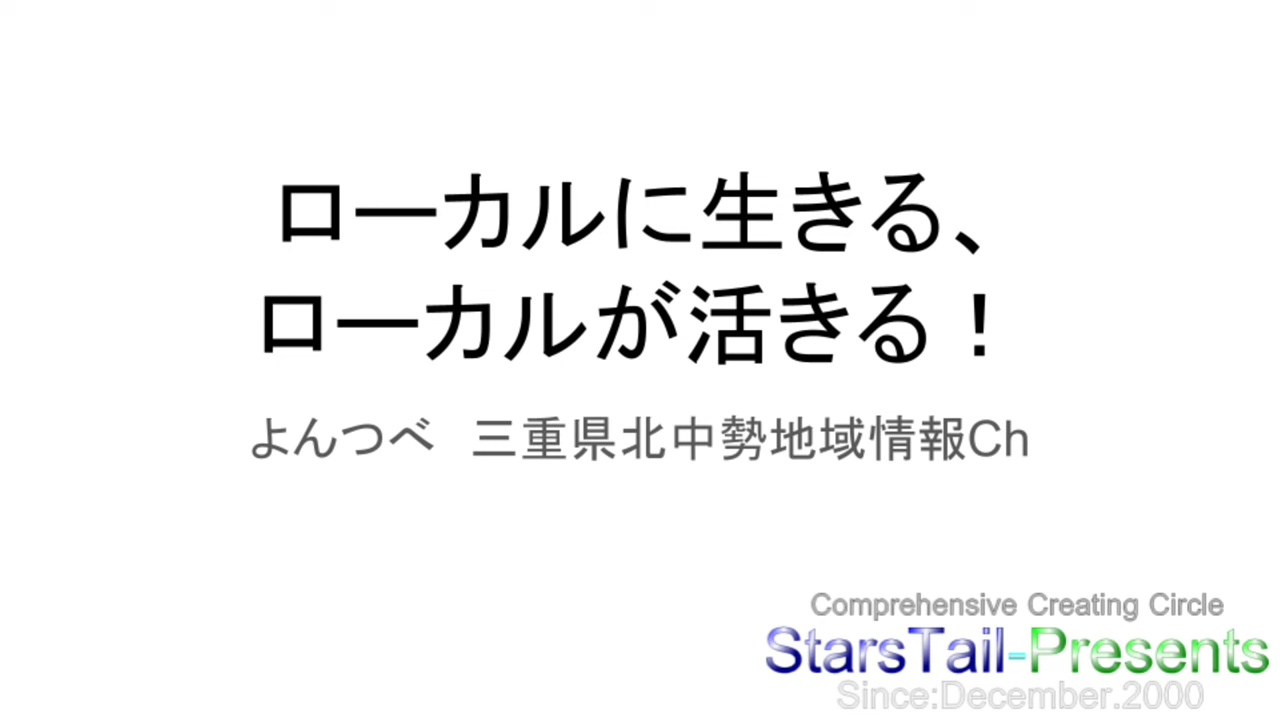 ローカルに生きる、
ローカルが活きる！
よんつべ　三重県北中勢地域情報Ch
Comprehensive Creating Circle
StarsTail-Presents
Since:December.2000